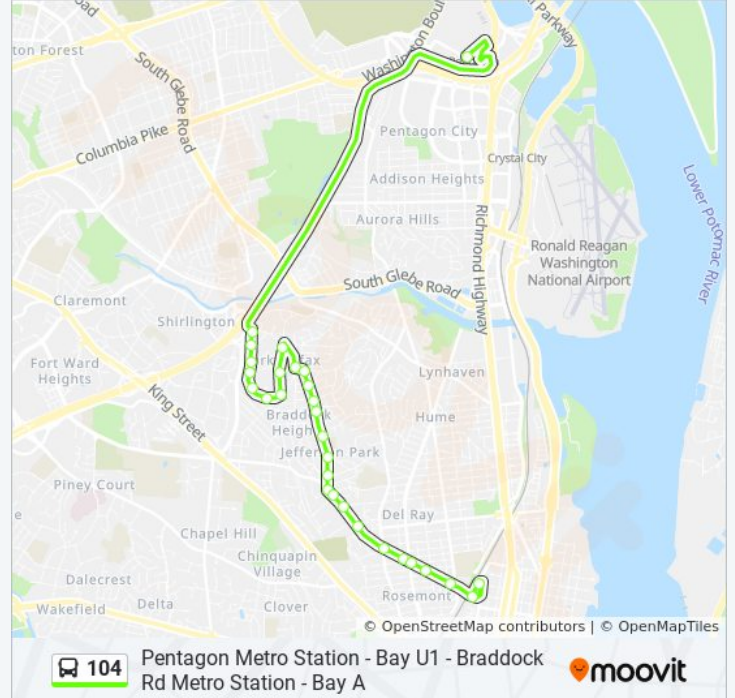 ton Forest
South Glebe Road
Washington Boul
Parkway
Columbia Pike
Pentagon City
Crystal City
Addison Heights
Aurora Hills
Richmond Highway
Ronald Reagan
Washington
National Airport
Lower Potomac River
South Glebe Road
Claremont
Shirlington
Fort Ward
Heights
King Street
Lynhaven
Hume
Jefferson Park
Piney Court
Del Ray
Chapel Hill
Chinquapin
Village
Dalecrest
Delta
Clover
Wakefield
Rosemont
© OpenStreetMap contributors | © OpenMapTiles
104
Pentagon Metro Station - Bay U1 - Braddock
Rd Metro Station - Bay A
moovit